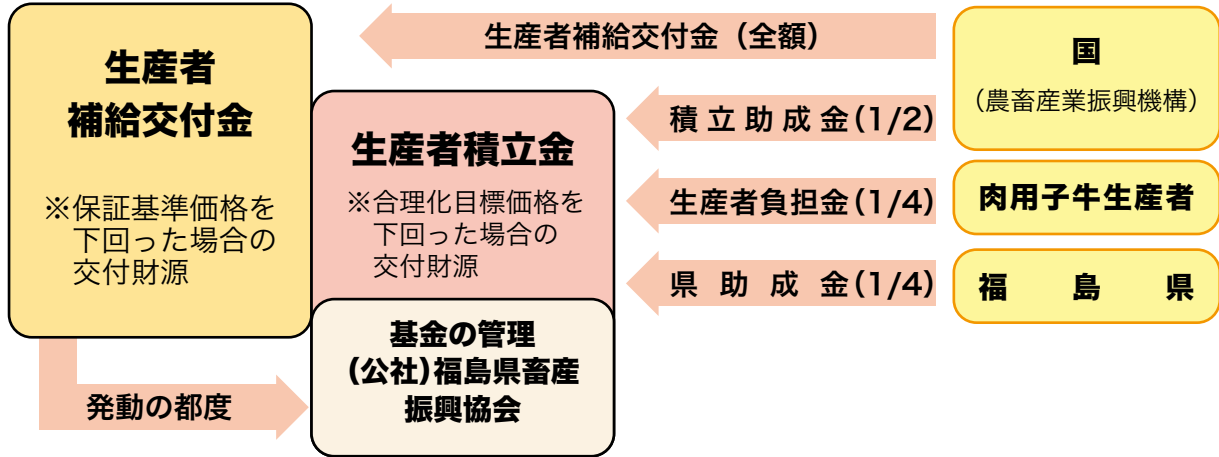 生産者
補給交付金
※保証基準価格を
下回った場合の
交付財源
生産者積立金
※合理化目標価格を
下回った場合の
交付財源
基金の管理
(公社)福島県畜産
振興協会
発動の都度
生産者補給交付金（全額）
積立助成金(1/2)
生産者負担金(1/4)
県助成金(1/4)
国
（農畜産業振興機構）
肉用子牛生産者
福島県